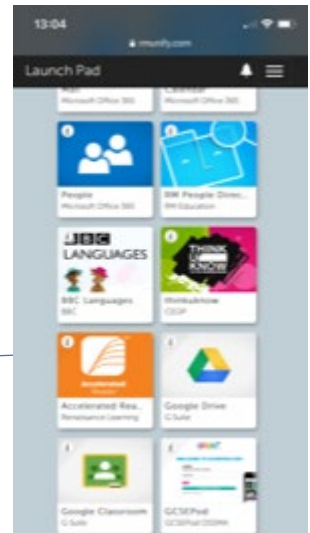 13:04
rmunify.com
Launch Pad
Mail
Calendar
Microsoft Office 365
Microsoft Office 365
People
Microsoft Office 365
RM People Direc...
RM Education
BBC
LANGUAGES
BBC Languages
BBC
THINK
U
KNOW
thinkuknow
CEOP
Accelerated
Accelerated Rea...
Renaissance Learning
Google Drive
G Suite
Google Classroom
G Suite
GCSEPod